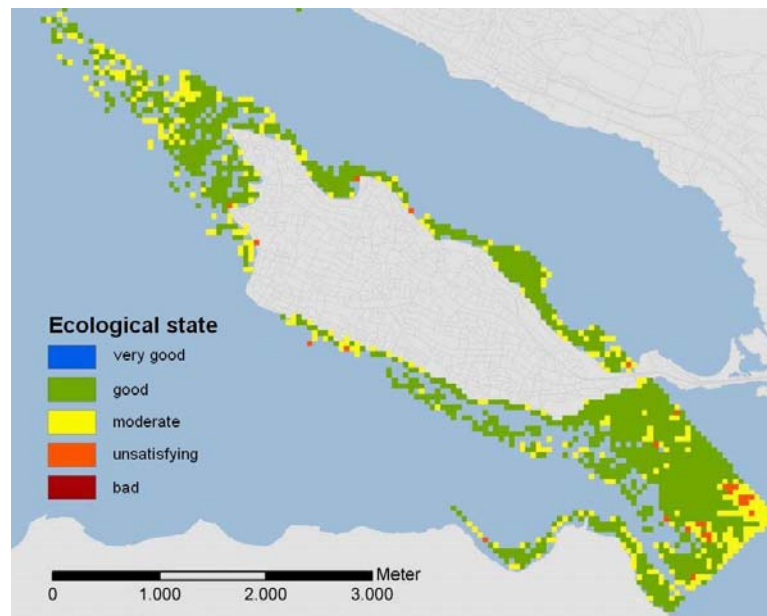 Ecological state
very good
good
moderate
unsatisfying
bad
Meter
0 1.000 2.000 3.000